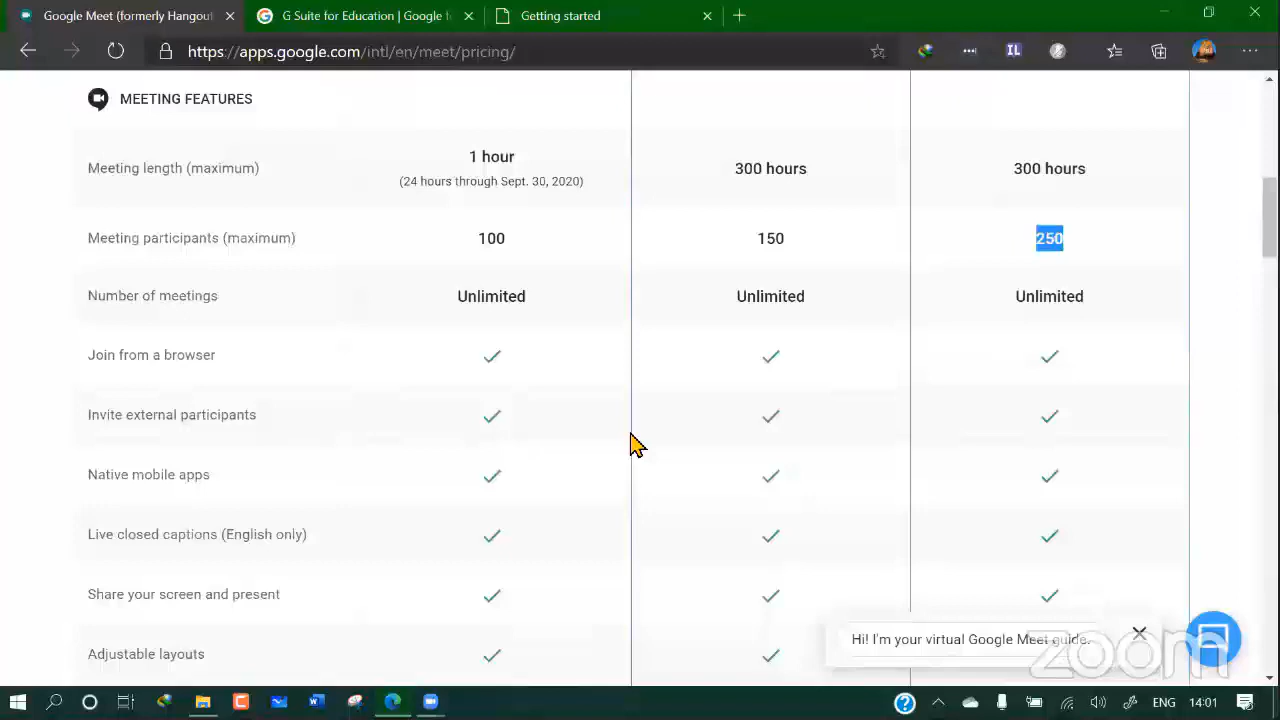 Google Meet (formerly Hangout
G Suite for Education | Google f
Getting started
https://apps.google.com/intl/en/meet/pricing/
IL
MEETING FEATURES
Meeting length (maximum)
1 hour
(24 hours through Sept. 30, 2020)
300 hours
300 hours
Meeting participants (maximum)
100
150
250
Number of meetings
Unlimited
Unlimited
Unlimited
Join from a browser
Invite external participants
Native mobile apps
Live closed captions (English only)
Share your screen and present
Adjustable layouts
Hi! I'm your virtual Google Meet guide.
zoom
ENG
14:01